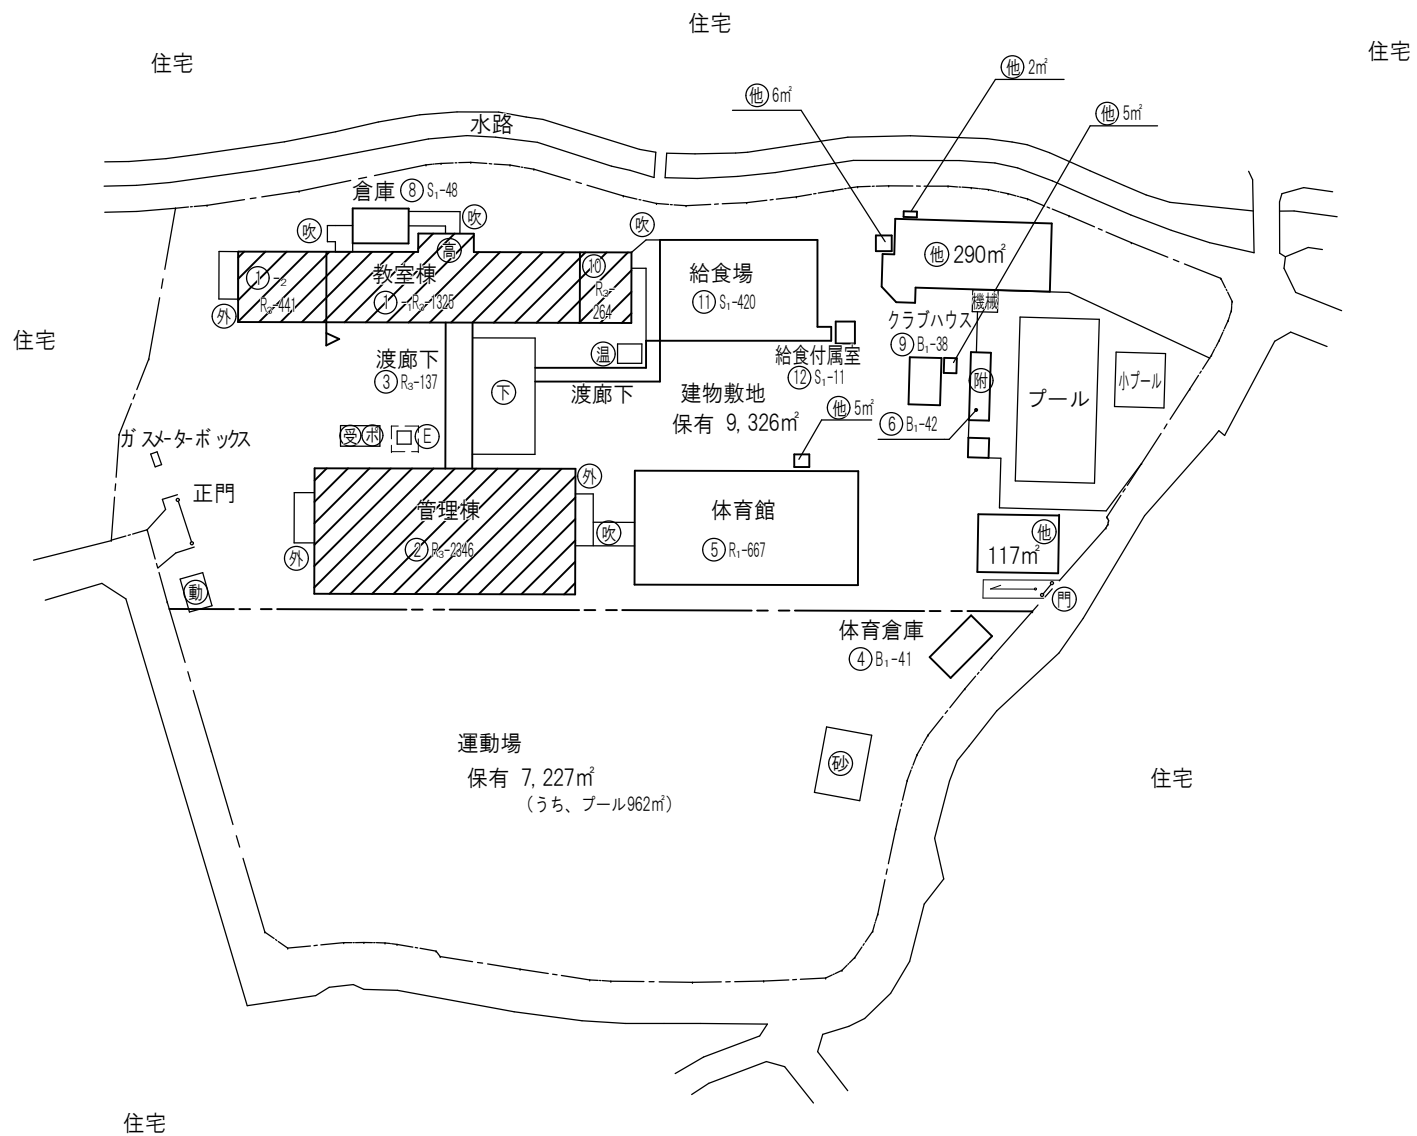 住宅
住宅
住宅
他 2㎡
他 6㎡
他 5㎡
水路
倉庫 ⑧ S₁-48
吹
吹
吹
高
教室棟
①-₂
R₃-441
①-₁R₃-1325
⑩
R₃-
264
外
給食場
⑪ S₁-420
他 290㎡
機械
クラブハウス
⑨ B₁-38
住宅
渡廊下
③ R₃-137
温
給食付属室
⑫ S₁-11
下
渡廊下
建物敷地
保有 9,326㎡
他 5㎡
附
⑥ B₁-42
プール
小プール
受 ポ E
ガスメーターボックス
正門
外
管理棟
② R₃-2346
外
吹
体育館
⑤ R₁-667
他
117㎡
動
門
体育倉庫
④ B₁-41
運動場
保有 7,227㎡
(うち、プール962㎡)
砂
住宅
住宅